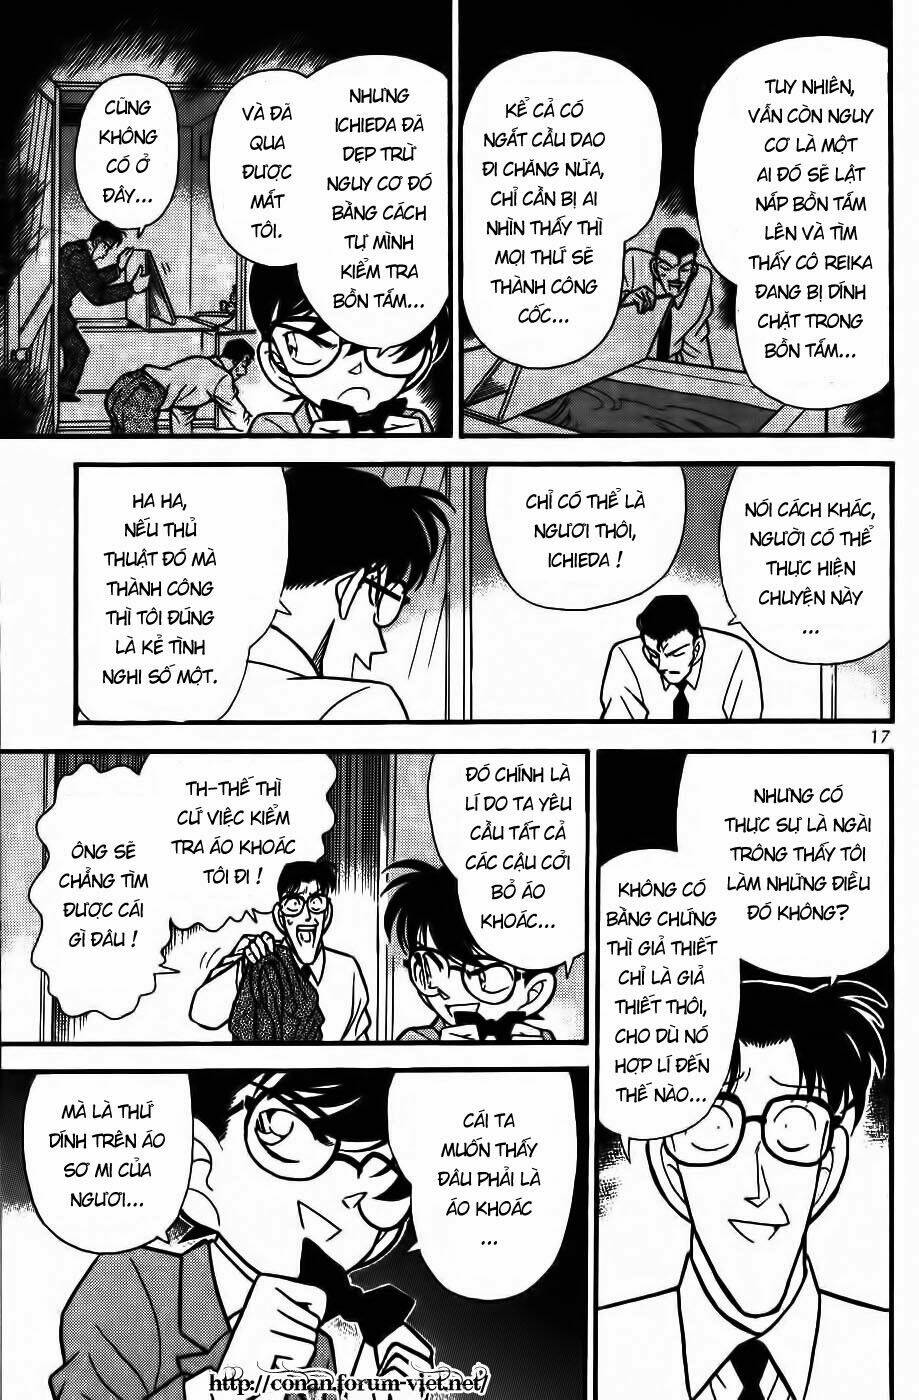 TUY NHIÊN,
VẪN CÒN NGUY
CƠ LÀ MỘT
AI ĐÓ SẼ LẬT
NẮP BỒN TẮM
LÊN VÀ TÌM
THẤY CÔ REIKA
ĐANG BỊ DÍNH
CHẶT TRONG
BỒN TẮM...
KỂ CẢ CÓ
NGẮT CẦU DAO
ĐI CHĂNG NỮA,
CHỈ CẦN BỊ AI
NHÌN THẤY THÌ
MỌI THỨ SẼ
THÀNH CÔNG
CỐC...
NHƯNG
ICHIEDA ĐÃ
DẸP TRỪ
NGUY CƠ ĐÓ
BẰNG CÁCH
TỰ MÌNH
KIỂM TRA
BỒN TẮM...
VÀ ĐÃ
QUA
ĐƯỢC
MẮT
TÔI.
CŨNG
KHÔNG
CÓ Ở
ĐÂY...
NÓI CÁCH KHÁC,
NGƯỜI CÓ THỂ
THỰC HIỆN
CHUYỆN NÀY
...
CHỈ CÓ THỂ LÀ
NGƯƠI THÔI,
ICHIEDA !
HA HA,
NẾU THỦ
THUẬT ĐÓ MÀ
THÀNH CÔNG
THÌ TÔI ĐÚNG
LÀ KẺ TÌNH
NGHI SỐ MỘT.
17
NHƯNG CÓ
THỰC SỰ LÀ NGÀI
TRÔNG THẤY TÔI
LÀM NHỮNG ĐIỀU
ĐÓ KHÔNG?
KHÔNG CÓ
BẰNG CHỨNG
THÌ GIẢ THIẾT
CHỈ LÀ GIẢ
THIẾT THÔI,
CHO DÙ NÓ
HỢP LÍ ĐẾN
THẾ NÀO...
ĐÓ CHÍNH LÀ
LÍ DO TA YÊU
CẦU TẤT CẢ
CÁC CẬU CỞI
BỎ ÁO
KHOÁC...
TH-THẾ THÌ
CỨ VIỆC KIỂM
TRA ÁO KHOÁC
TÔI ĐI !
ÔNG SẼ
CHẲNG TÌM
ĐƯỢC CÁI
GÌ ĐÂU !
CÁI TA
MUỐN THẤY
ĐÂU PHẢI LÀ
ÁO KHOÁC
...
MÀ LÀ THỨ
DÍNH TRÊN ÁO
SƠ MI CỦA
NGƯƠI...
http://conan.forum-viet.net/